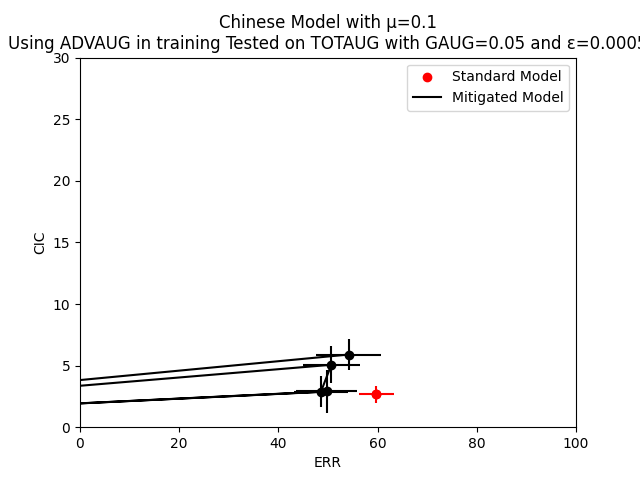 Chinese Model with μ=0.1
Using ADVAUG in training Tested on TOTAUG with GAUG=0.05 and ε=0.0005
Standard Model
Mitigated Model
30
25
20
15
10
5
0
CIC
0 20 40 60 80 100
ERR